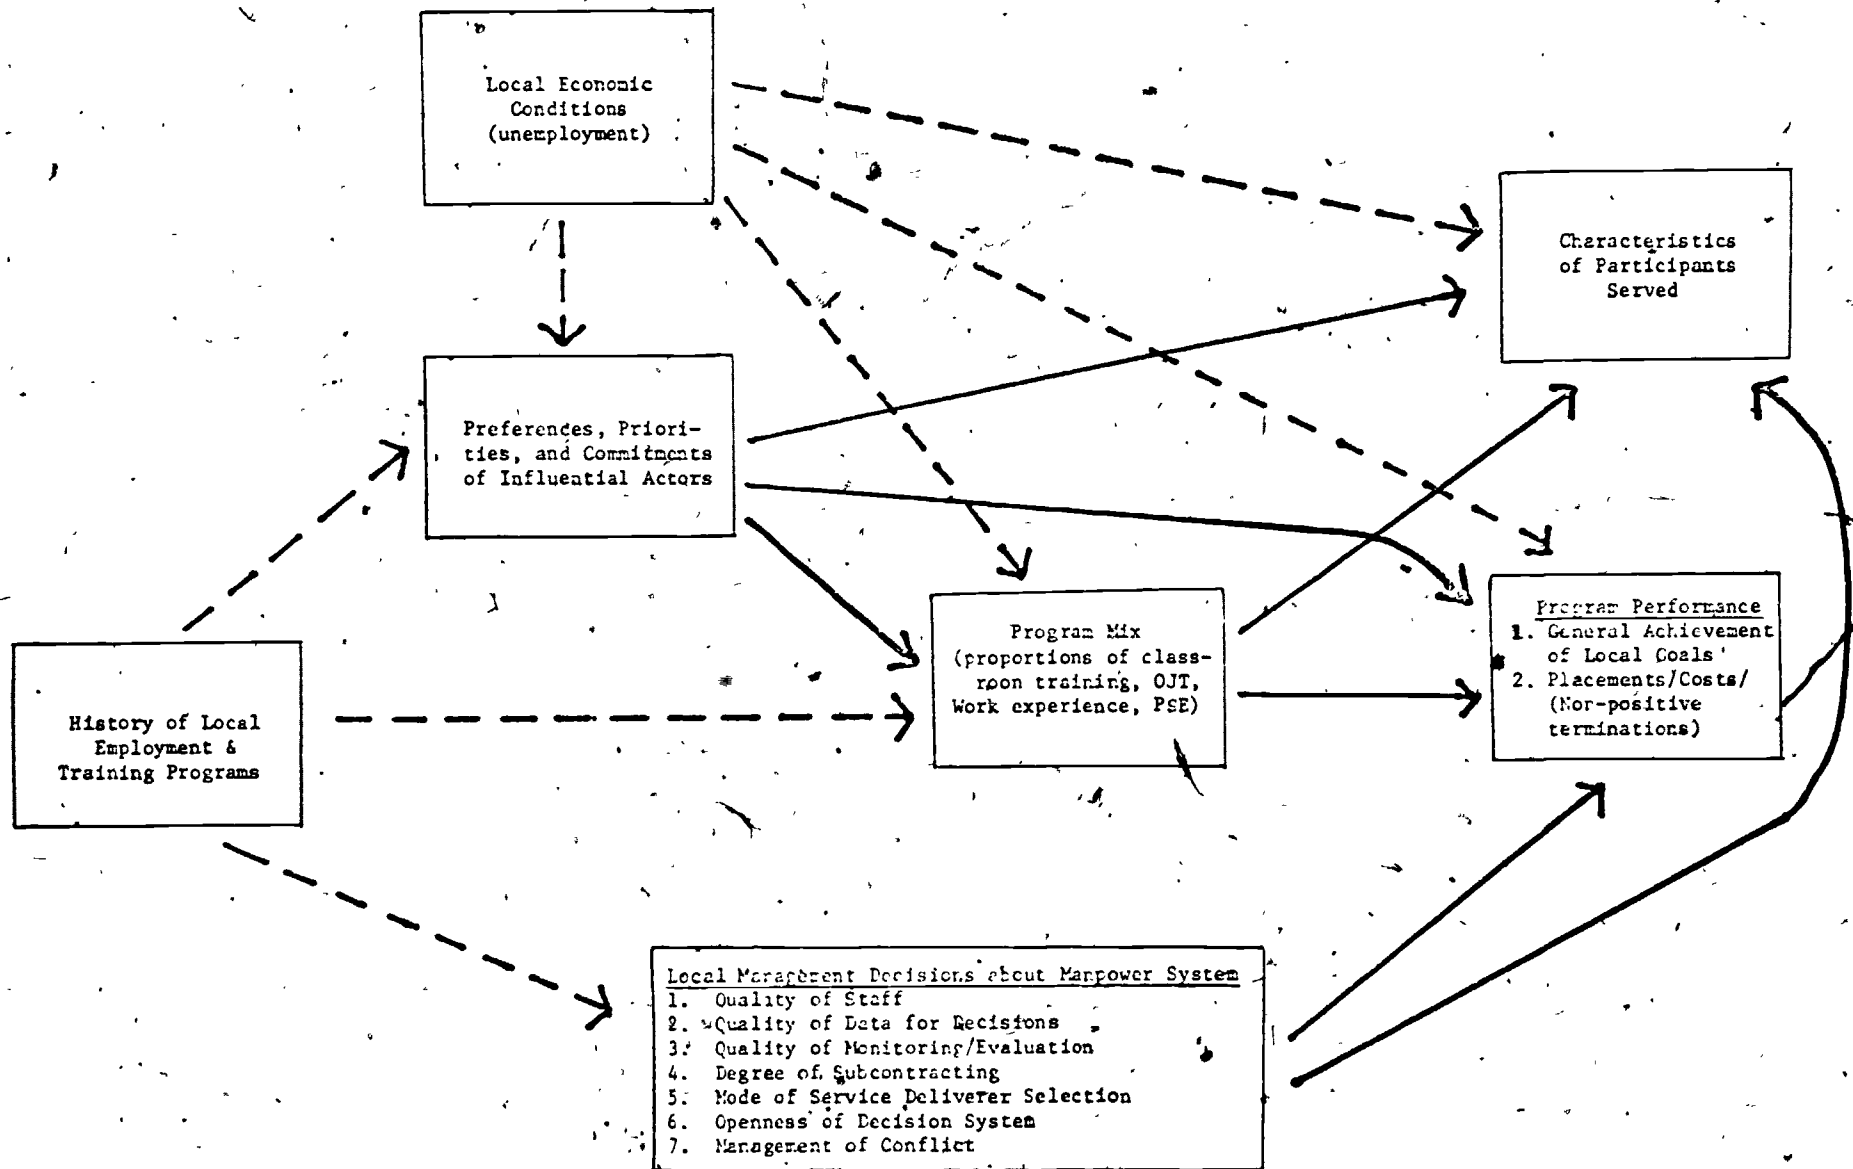 Local Economic
Conditions
(unemployment)
Characteristics
of Participants
Served
Preferences, Priori-
ties, and Commitments
of Influential Actors
Program Mix
(proportions of class-
room training, OJT,
Work experience, PSE)
Program Performance
1. General Achievement
of Local Goals
2. Placements/Costs/
(Non-positive
terminations)
History of Local
Employment &
Training Programs
Local Management Decisions about Manpower System
1. Quality of Staff
2. Quality of Data for Decisions
3. Quality of Monitoring/Evaluation
4. Degree of Subcontracting
5. Mode of Service Deliverer Selection
6. Openness of Decision System
7. Management of Conflict